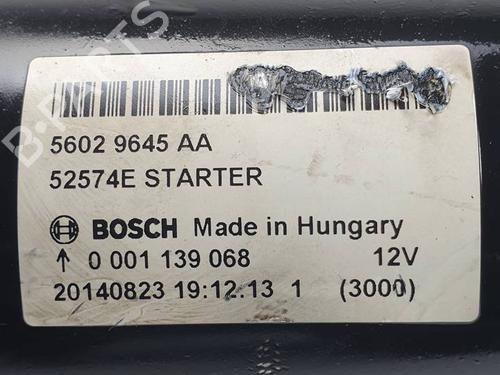 5602 9645 AA
52574E STARTER
BOSCH Made in Hungary
↑ 0 001 139 068 12V
20140823 19:12.13 1 (3000)
B-PARTS